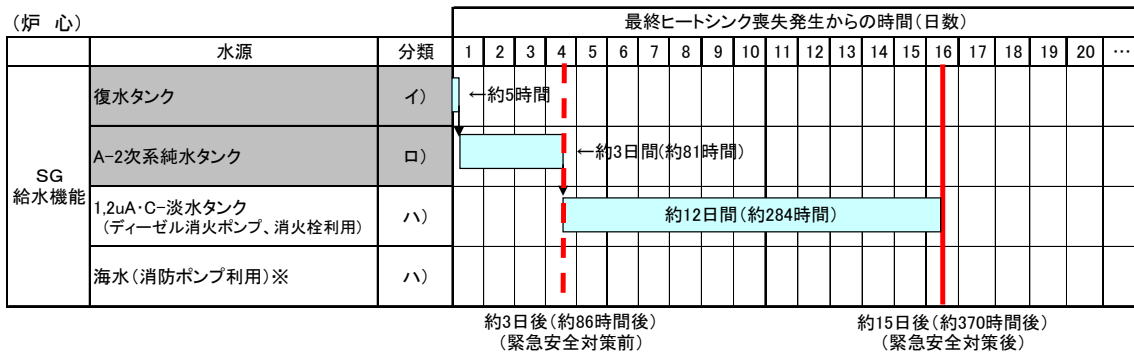 (炉 心)
最終ヒートシンク喪失発生からの時間(日数)
水源 分類 1 2 3 4 5 6 7 8 9 10 11 12 13 14 15 16 17 18 19 20 …
SG
給水機能
復水タンク イ) ←約5時間
A-2次系純水タンク ロ) ←約3日間(約81時間)
1,2uA・C-淡水タンク
(ディーゼル消火ポンプ、消火栓利用) ハ) 約12日間(約284時間)
海水(消防ポンプ利用)※ ハ)
約3日後(約86時間後)
(緊急安全対策前)
約15日後(約370時間後)
(緊急安全対策後)